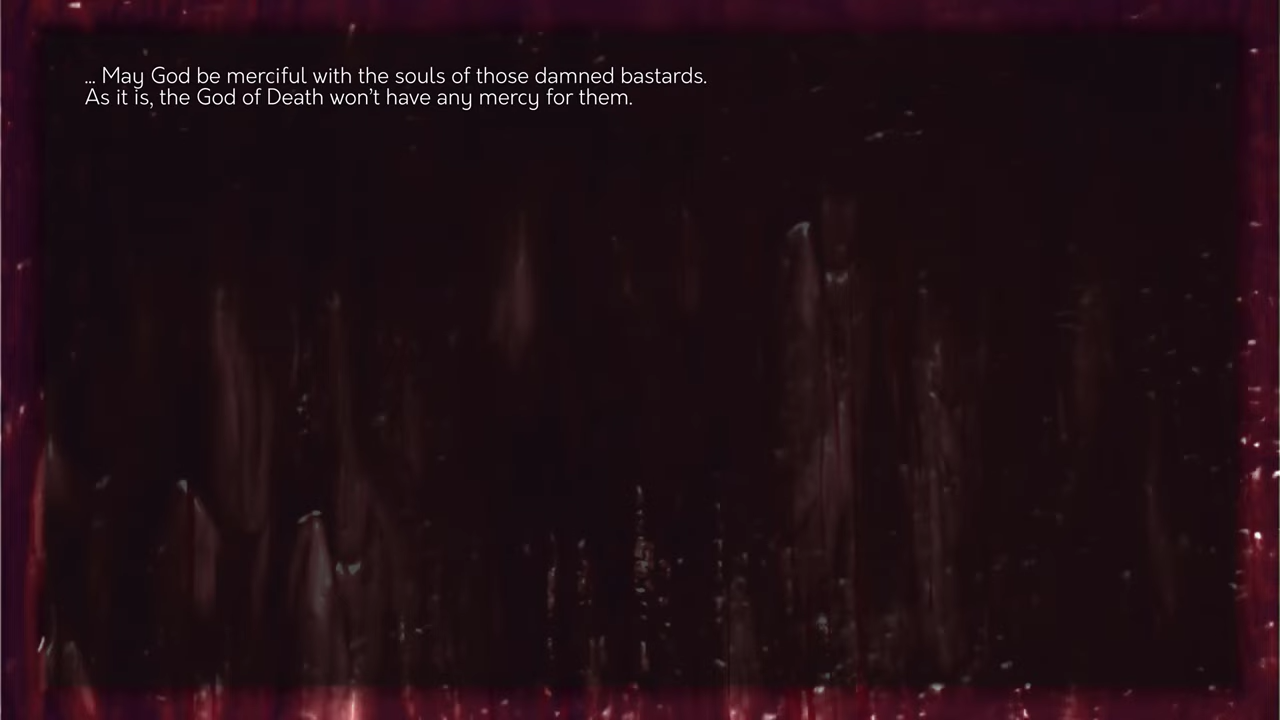 ... May God be merciful with the souls of those damned bastards.
As it is, the God of Death won't have any mercy for them.